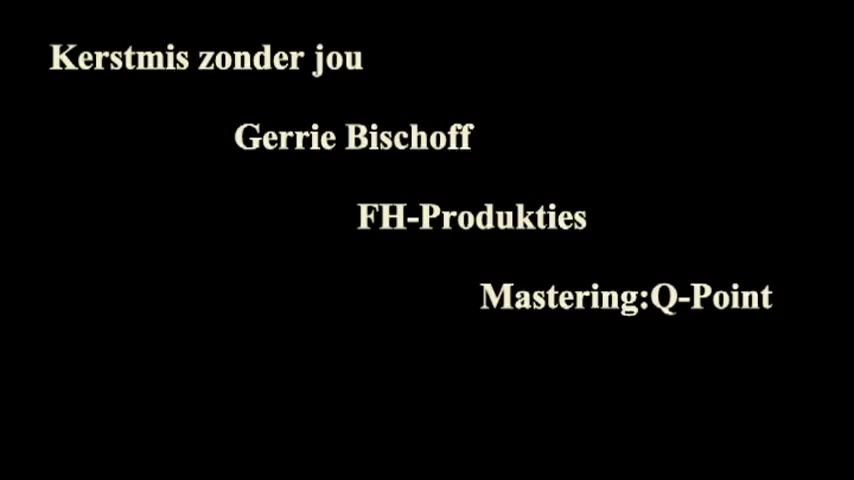 Kerstmis zonder jou
Gerrie Bischoff
FH-Produkties
Mastering:Q-Point